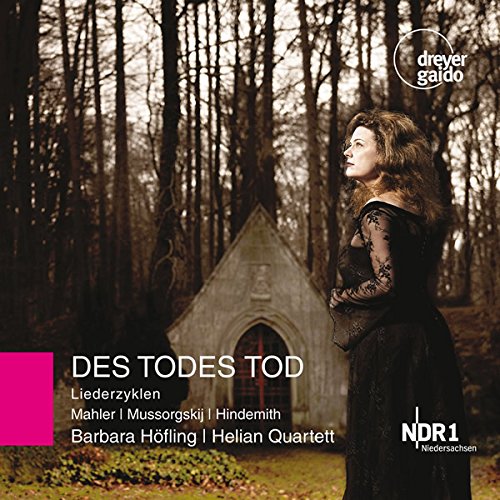 dreyer
gaido
DES TODES TOD
Liederzyklen
Mahler | Mussorgskij | Hindemith
Barbara Höfling | Helian Quartett
NDR1
Niedersachsen